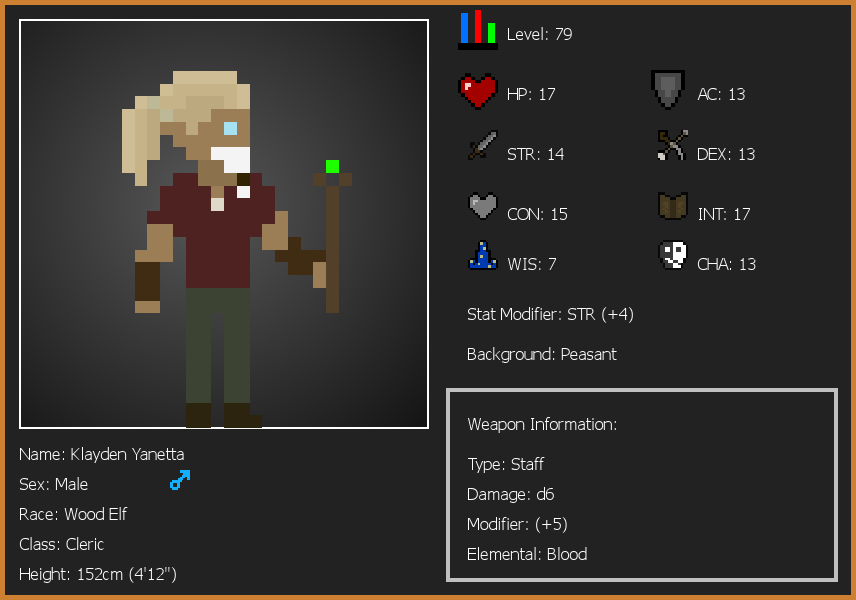 Level: 79
HP: 17
AC: 13
STR: 14
DEX: 13
CON: 15
INT: 17
WIS: 7
CHA: 13
Stat Modifier: STR (+4)
Background: Peasant
Weapon Information:
Type: Staff
Damage: d6
Modifier: (+5)
Elemental: Blood
Name: Klayden Yanetta
Sex: Male
Race: Wood Elf
Class: Cleric
Height: 152cm (4'12")